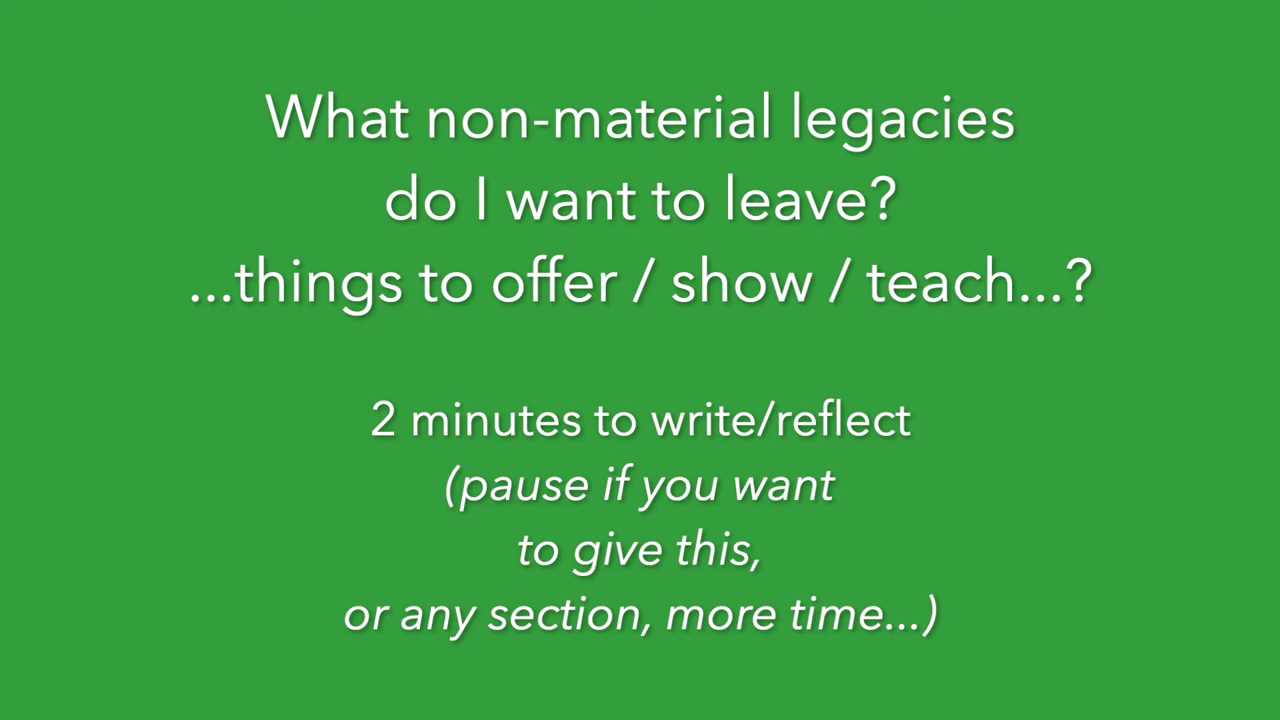 What non-material legacies
do I want to leave?
...things to offer / show / teach...?
2 minutes to write/reflect
(pause if you want
to give this,
or any section, more time...)